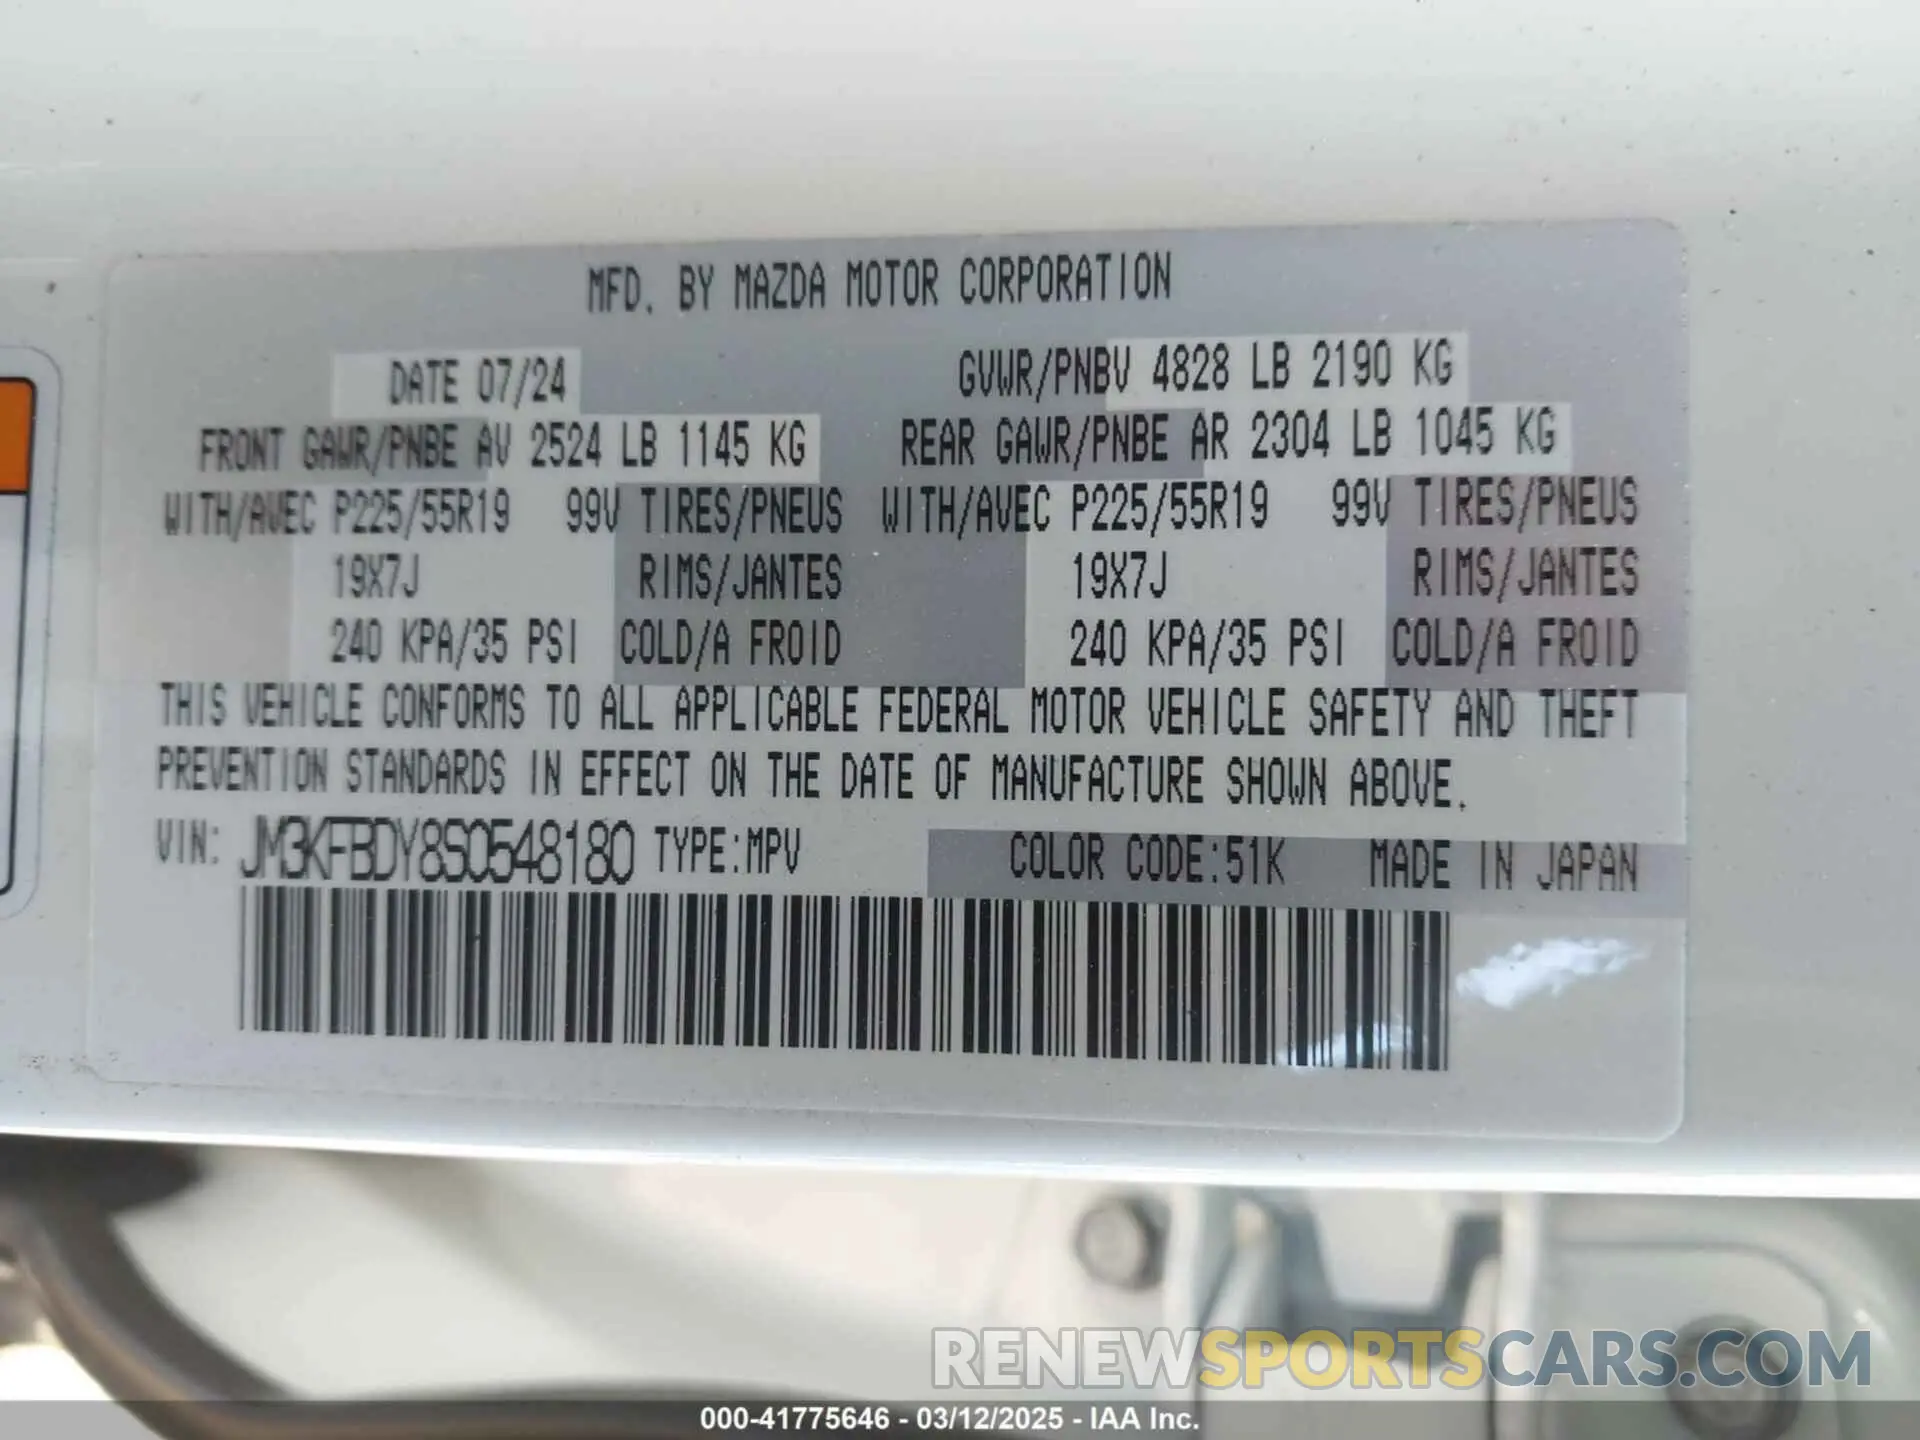 MFD. BY MAZDA MOTOR CORPORATION
DATE 07/24 GVWR/PNBV 4828 LB 2190 KG
FRONT GAWR/PNBE AV 2524 LB 1145 KG REAR GAWR/PNBE AR 2304 LB 1045 KG
WITH/AVEC P225/55R19 99V TIRES/PNEUS WITH/AVEC P225/55R19 99V TIRES/PNEUS
19X7J RIMS/JANTES 19X7J RIMS/JANTES
240 KPA/35 PSI COLD/A FROID 240 KPA/35 PSI COLD/A FROID
THIS VEHICLE CONFORMS TO ALL APPLICABLE FEDERAL MOTOR VEHICLE SAFETY AND THEFT
PREVENTION STANDARDS IN EFFECT ON THE DATE OF MANUFACTURE SHOWN ABOVE.
VIN: JM3KFBDY8S0548180 TYPE:MPV COLOR CODE:51K MADE IN JAPAN
RENEWSPORTSCARS.COM
000-41775646 - 03/12/2025 - IAA Inc.